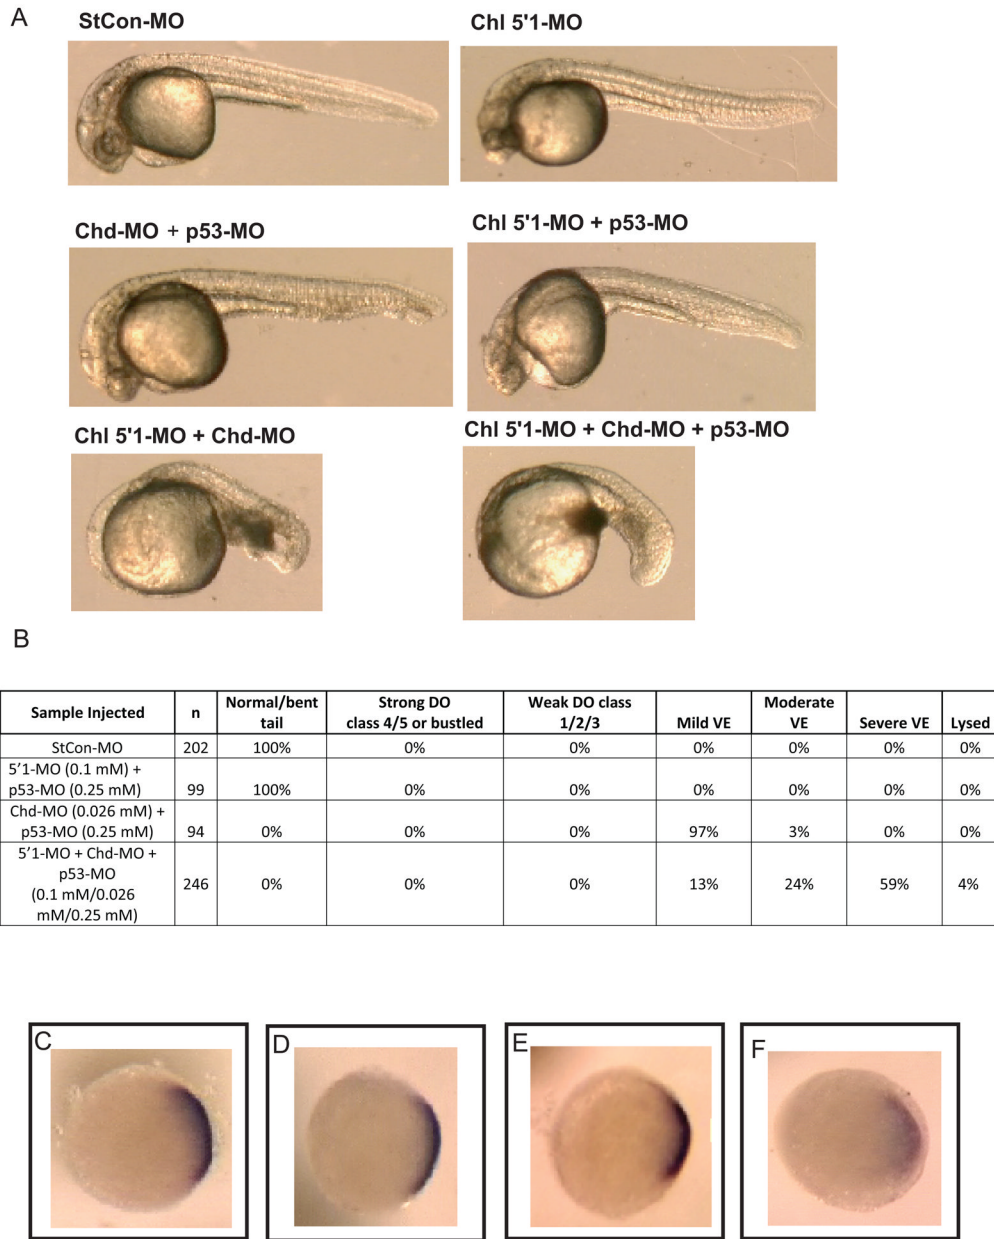 A
StCon-MO
Chl 5'1-MO
Chd-MO + p53-MO
Chl 5'1-MO + p53-MO
Chl 5'1-MO + Chd-MO
Chl 5'1-MO + Chd-MO + p53-MO
B
Sample Injected
n
Normal/bent
tail
Strong DO
class 4/5 or bustled
Weak DO class
1/2/3
Mild VE
Moderate
VE
Severe VE
Lysed
StCon-MO 202 100% 0% 0% 0% 0% 0% 0%
5'1-MO (0.1 mM) +
p53-MO (0.25 mM) 99 100% 0% 0% 0% 0% 0% 0%
Chd-MO (0.026 mM) +
p53-MO (0.25 mM) 94 0% 0% 0% 97% 3% 0% 0%
5'1-MO + Chd-MO +
p53-MO
(0.1 mM/0.026
mM/0.25 mM)
246 0% 0% 0% 13% 24% 59% 4%
C
D
E
F